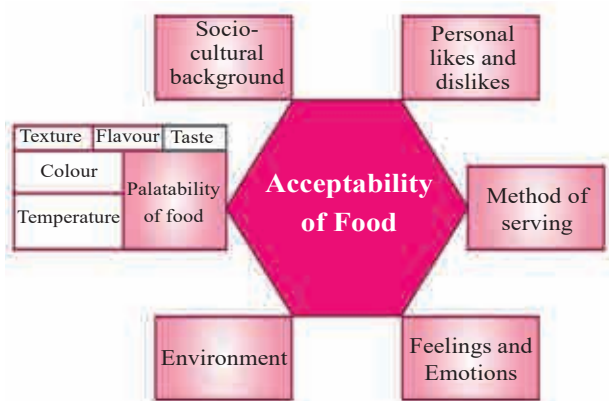 Socio-
cultural
background
Personal
likes and
dislikes
Texture
Flavour
Taste
Colour
Temperature
Palatability
of food
Acceptability
of Food
Method of
serving
Environment
Feelings and
Emotions